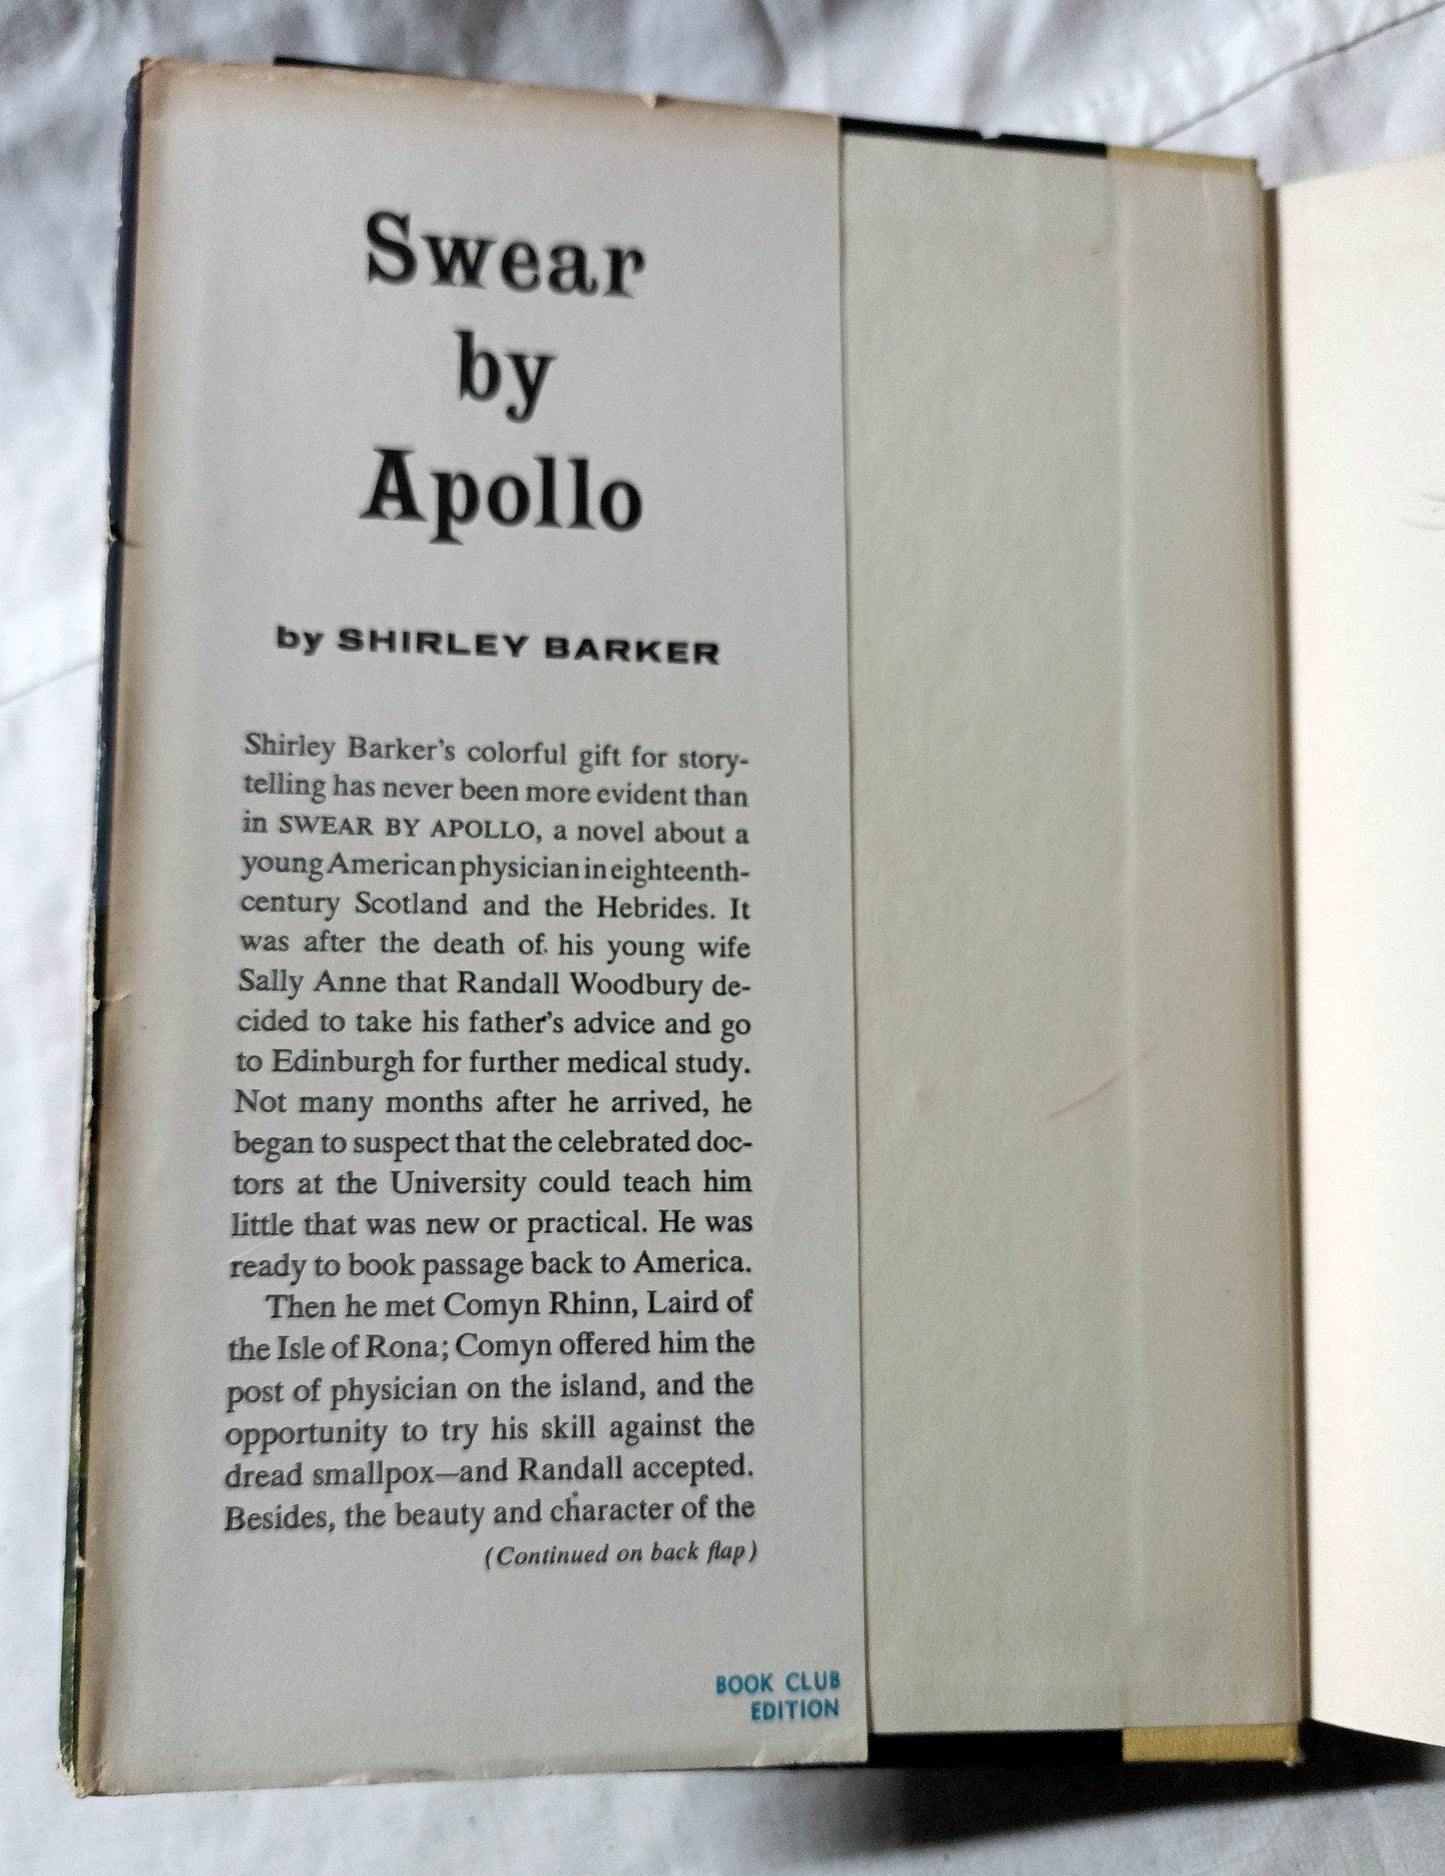 Swear
by
Apollo
by SHIRLEY BARKER
Shirley Barker's colorful gift for story-
telling has never been more evident than
in SWEAR BY APOLLO, a novel about a
young American physician in eighteenth-
century Scotland and the Hebrides. It
was after the death of his young wife
Sally Anne that Randall Woodbury de-
cided to take his father's advice and go
to Edinburgh for further medical study.
Not many months after he arrived, he
began to suspect that the celebrated doc-
tors at the University could teach him
little that was new or practical. He was
ready to book passage back to America.
Then he met Comyn Rhinn, Laird of
the Isle of Rona; Comyn offered him the
post of physician on the island, and the
opportunity to try his skill against the
dread smallpox—and Randall accepted.
Besides, the beauty and character of the
(Continued on back flap)
BOOK CLUB
EDITION